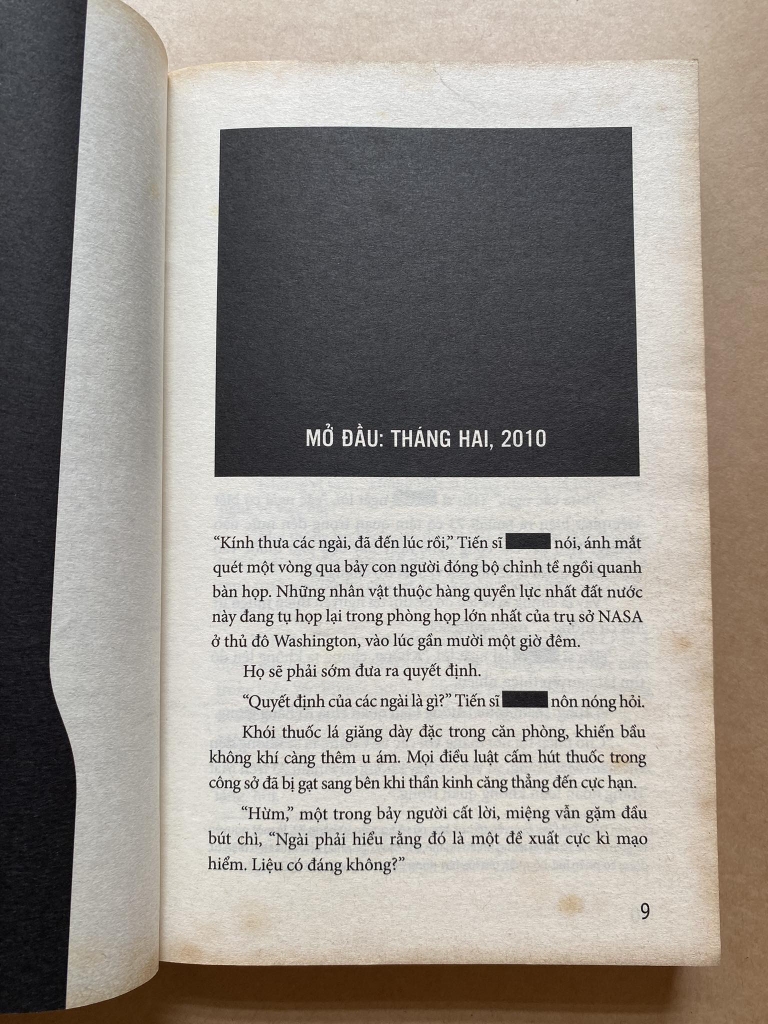 MỞ ĐẦU: THÁNG HAI, 2010
“Kính thưa các ngài, đã đến lúc rồi,” Tiến sĩ nói, ánh mắt
quét một vòng qua bảy con người đóng bộ chỉnh tề ngồi quanh
bàn họp. Những nhân vật thuộc hàng quyền lực nhất đất nước
này đang tụ họp lại trong phòng họp lớn nhất của trụ sở NASA
ở thủ đô Washington, vào lúc gần mười một giờ đêm.
Họ sẽ phải sớm đưa ra quyết định.
“Quyết định của các ngài là gì?” Tiến sĩ nôn nóng hỏi.
Khói thuốc lá giăng dày đặc trong căn phòng, khiến bầu
không khí càng thêm u ám. Mọi điều luật cấm hút thuốc trong
công sở đã bị gạt sang bên khi thần kinh căng thẳng đến cực hạn.
“Hừm,” một trong bảy người cất lời, miệng vẫn gặm đầu
bút chì, “Ngài phải hiểu rằng đó là một đề xuất cực kì mạo
hiểm. Liệu có đáng không?”
9